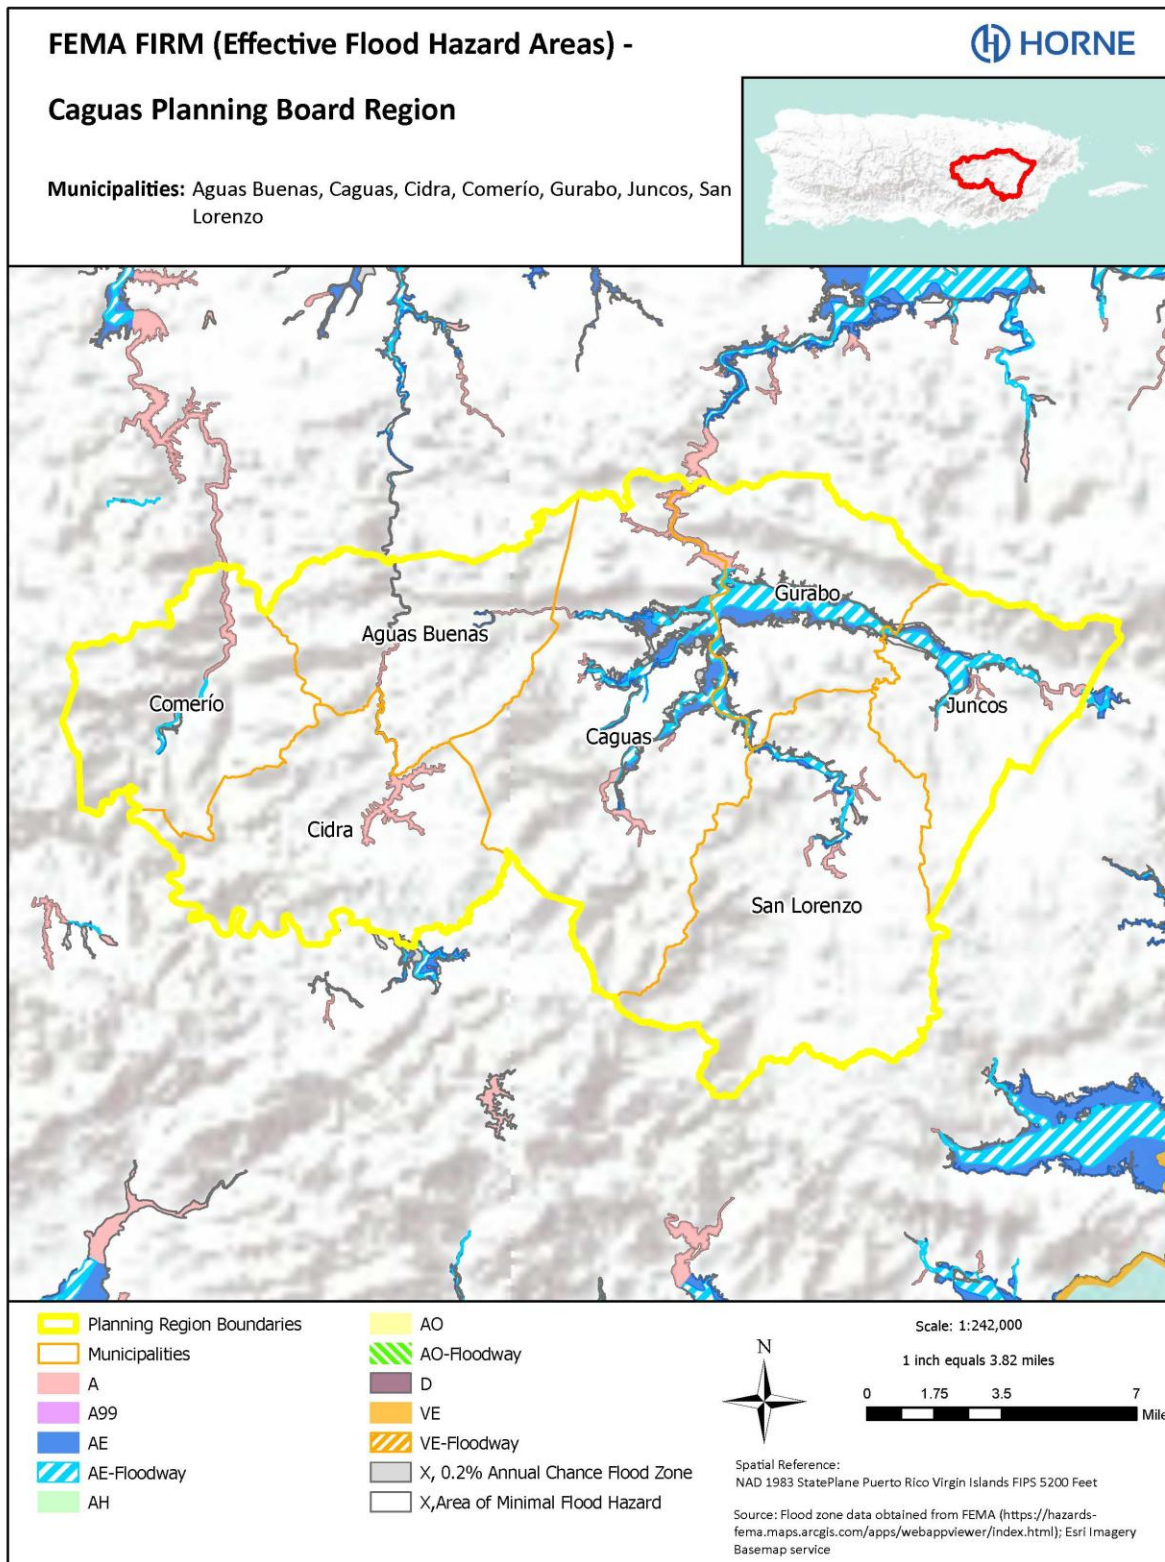 FEMA FIRM (Effective Flood Hazard Areas) -
Caguas Planning Board Region
HORNE
Municipalities: Aguas Buenas, Caguas, Cidra, Comerío, Gurabo, Juncos, San
Lorenzo
Gurabo
Aguas Buenas
Comerío
Juncos
Caguas
Cidra
San Lorenzo
Planning Region Boundaries
Municipalities
A
A99
AE
AE-Floodway
AH
AO
AO-Floodway
D
VE
VE-Floodway
X, 0.2% Annual Chance Flood Zone
X,Area of Minimal Flood Hazard
N
Scale: 1:242,000
1 inch equals 3.82 miles
0 1.75 3.5 7
Mile
Spatial Reference:
NAD 1983 StatePlane Puerto Rico Virgin Islands FIPS 5200 Feet
Source: Flood zone data obtained from FEMA (https://hazards-
fema.maps.arcgis.com/apps/webappviewer/index.html); Esri Imagery
Basemap service